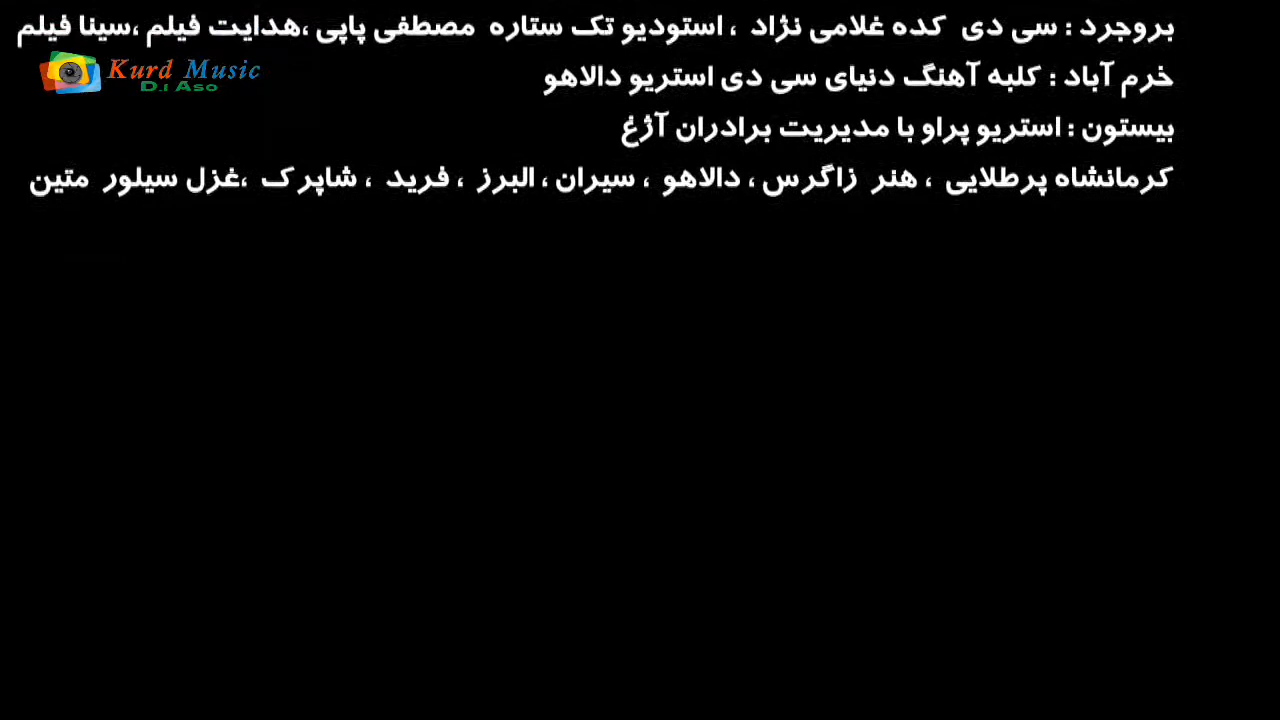 بروجرد : سی دی کده غلامی نژاد ، استودیو تک ستاره مصطفی پاپی ،هدایت فیلم ،سینا فیلم
Kurd Music
D.i Aso
خرم آباد : کلبه آهنگ دنیای سی دی استریو دالاهو
بیستون : استریو پراو با مدیریت برادران آژغ
کرمانشاه پرطلایی ، هنر زاگرس ، دالاهو ، سیران ، البرز ، فرید ، شاپرک ،غزل سیلور متین